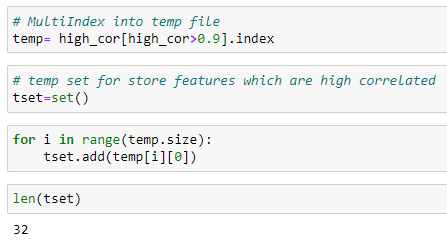 # MultiIndex into temp file
temp= high_cor[high_cor>0.9].index
# temp set for store features which are high correlated
tset=set()
for i in range(temp.size):
    tset.add(temp[i][0])
len(tset)
32